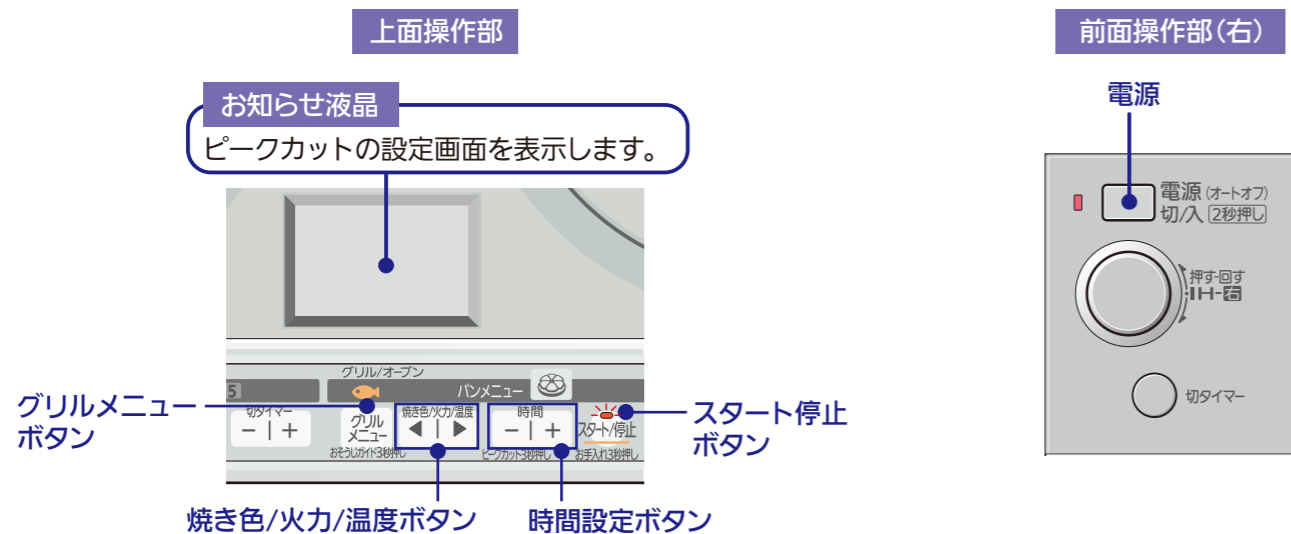 上面操作部
前面操作部(右)
お知らせ液晶
ピークカットの設定画面を表示します。
電源
電源(オートオフ)
切/入 2秒押し
押す-回す
IH-右
切タイマー
グリル/オーブン
5
パンメニュー
切タイマー
− | +
グリル
メニュー
焼き色/火力/温度
◀ | ▶
時間
− | +
スタート/停止
おそうじガイド3秒押し
ピークカット3秒押し
お手入れ3秒押し
グリルメニュー
ボタン
スタート停止
ボタン
焼き色/火力/温度ボタン
時間設定ボタン